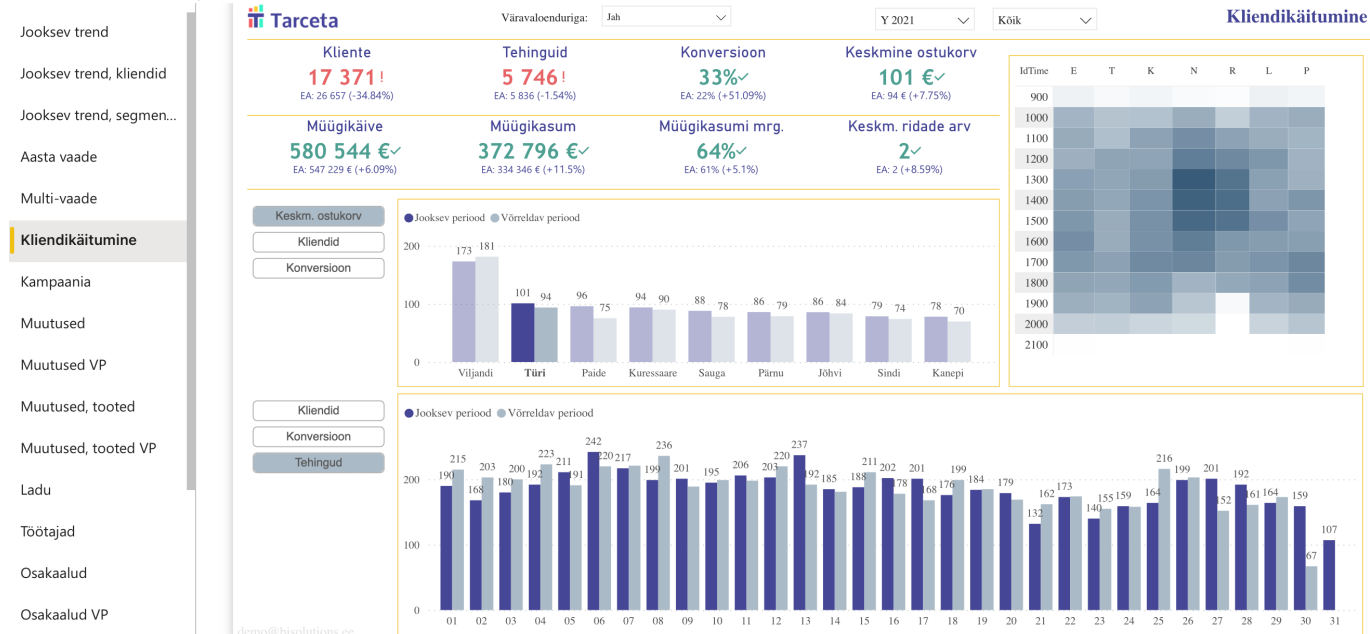 Jooksev trend
Jooksev trend, kliendid
Jooksev trend, segmen...
Aasta vaade
Multi-vaade
Kliendikäitumine
Kampaania
Muutused
Muutused VP
Muutused, tooted
Muutused, tooted VP
Ladu
Töötajad
Osakaalud
Osakaalud VP
Tarceta
Väravaloenduriga: Jah
Y 2021
Kõik
Kliendikäitumine
Kliente Tehinguid Konversioon Keskmine ostukorv
17 371! 5 746! 33% 101 €
EA: 26 657 (-34.84%) EA: 5 836 (-1.54%) EA: 22% (+51.09%) EA: 94 € (+7.75%)
Müügikäive Müügikasum Müügikasumi mrg. Keskm. ridade arv
580 544 € 372 796 € 64% 2
EA: 547 229 € (+6.09%) EA: 334 346 € (+11.5%) EA: 61% (+5.1%) EA: 2 (+8.59%)
IdTime E T K N R L P
900
1000
1100
1200
1300
1400
1500
1600
1700
1800
1900
2000
2100
Keskm. ostukorv
Kliendid
Konversioon
Jooksev periood Võrreldav periood
200
100
0
173 181 101 94 96 75 94 90 88 78 86 79 86 84 79 74 78 70
Viljandi Türi Paide Kuressaare Sauga Pärnu Jõhvi Sindi Kanepi
Kliendid
Konversioon
Tehingud
Jooksev periood Võrreldav periood
200
100
0
190 215 168 203 180 200 192 223 211 191 242 220 217 199 236 201 195 206 203 220 237 192 185 188 211 202 178 201 168 176 199 184 179 132 162 173 140 155 159 164 216 199 201 152 192 161 164 159 67 107
01 02 03 04 05 06 07 08 09 10 11 12 13 14 15 16 17 18 19 20 21 22 23 24 25 26 27 28 29 30 31
demo@bisolutions.ee